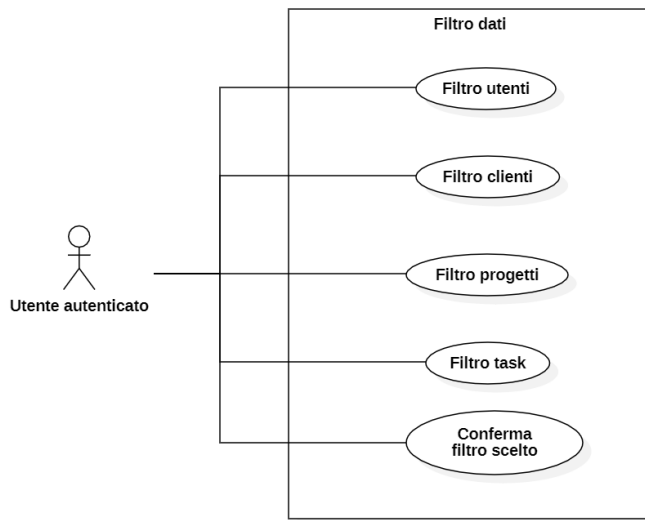 Filtro dati
Filtro utenti
Filtro clienti
Filtro progetti
Utente autenticato
Filtro task
Conferma
filtro scelto